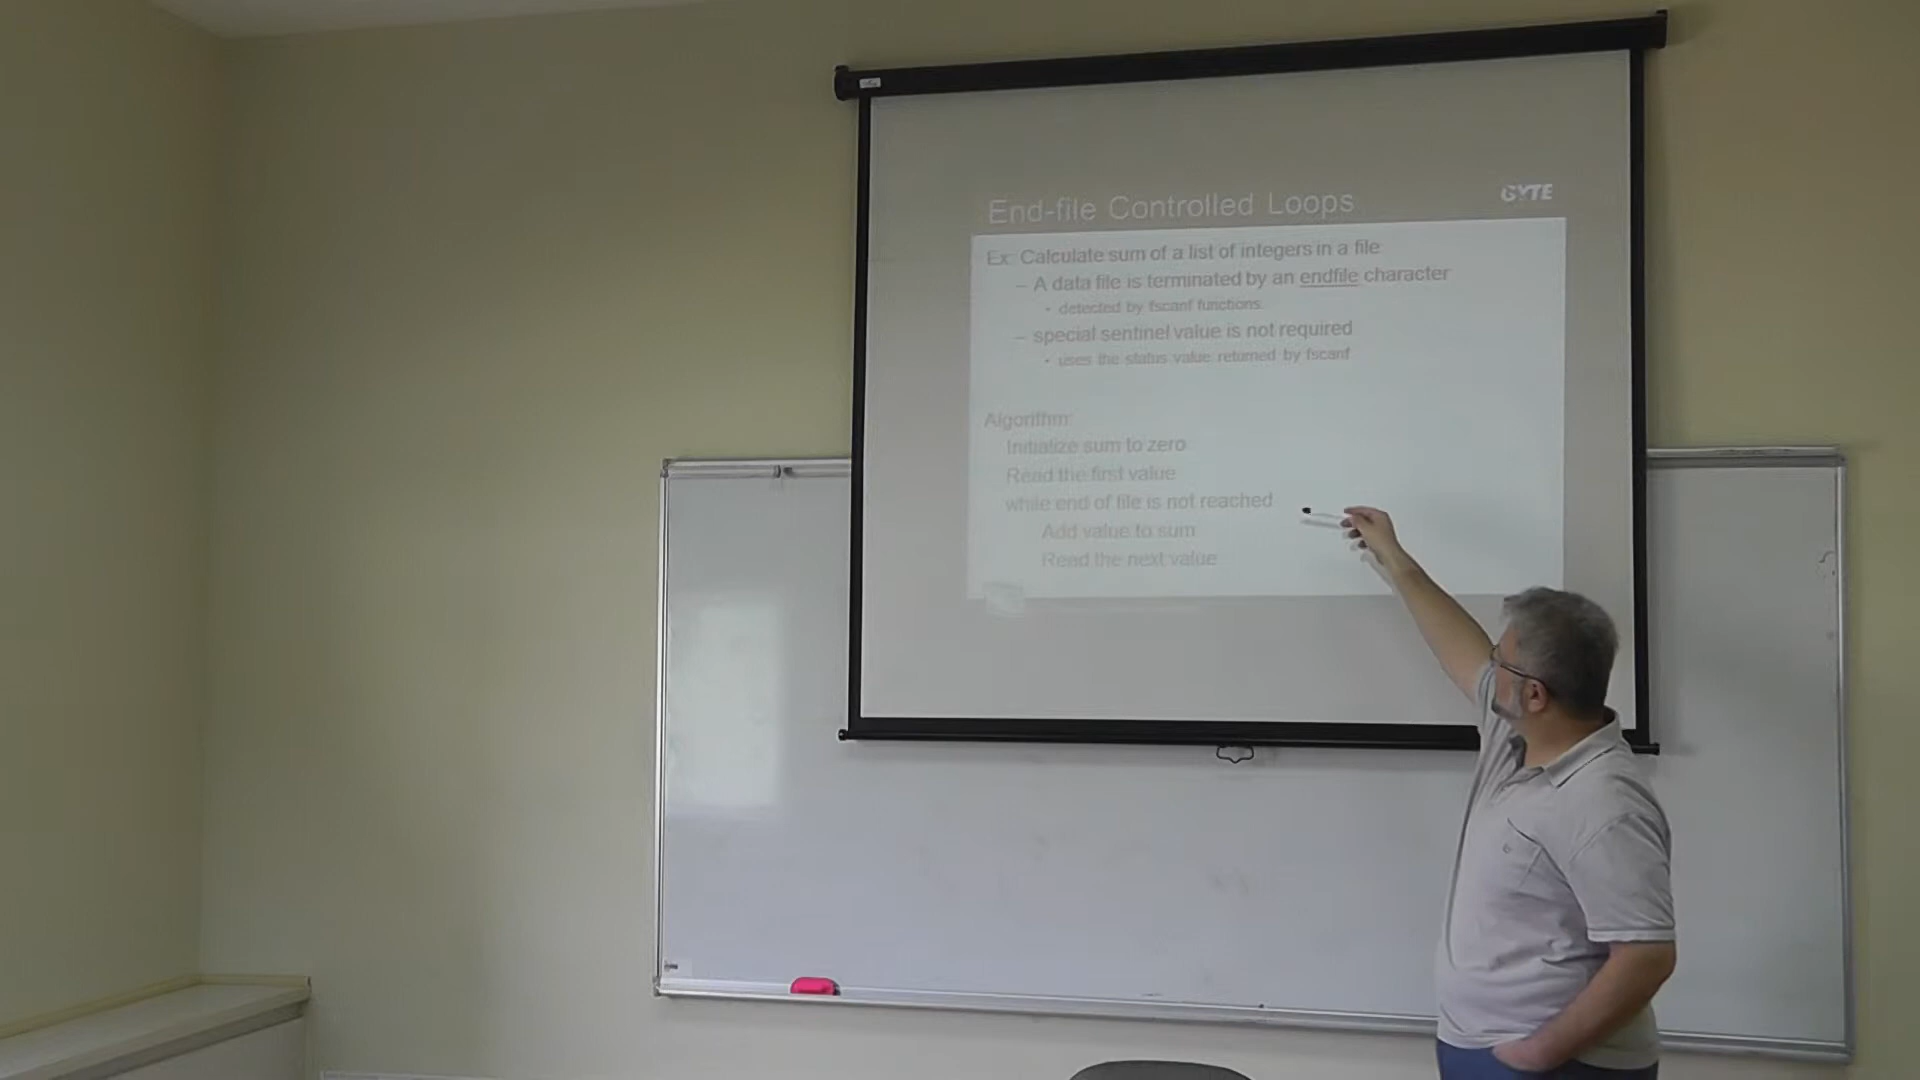 End-file Controlled Loops
GYTE
Ex: Calculate sum of a list of integers in a file
– A data file is terminated by an endfile character
• detected by fscanf functions.
– special sentinel value is not required
• uses the status value returned by fscanf
Algorithm:
Initialize sum to zero
Read the first value
while end of file is not reached
Add value to sum
Read the next value